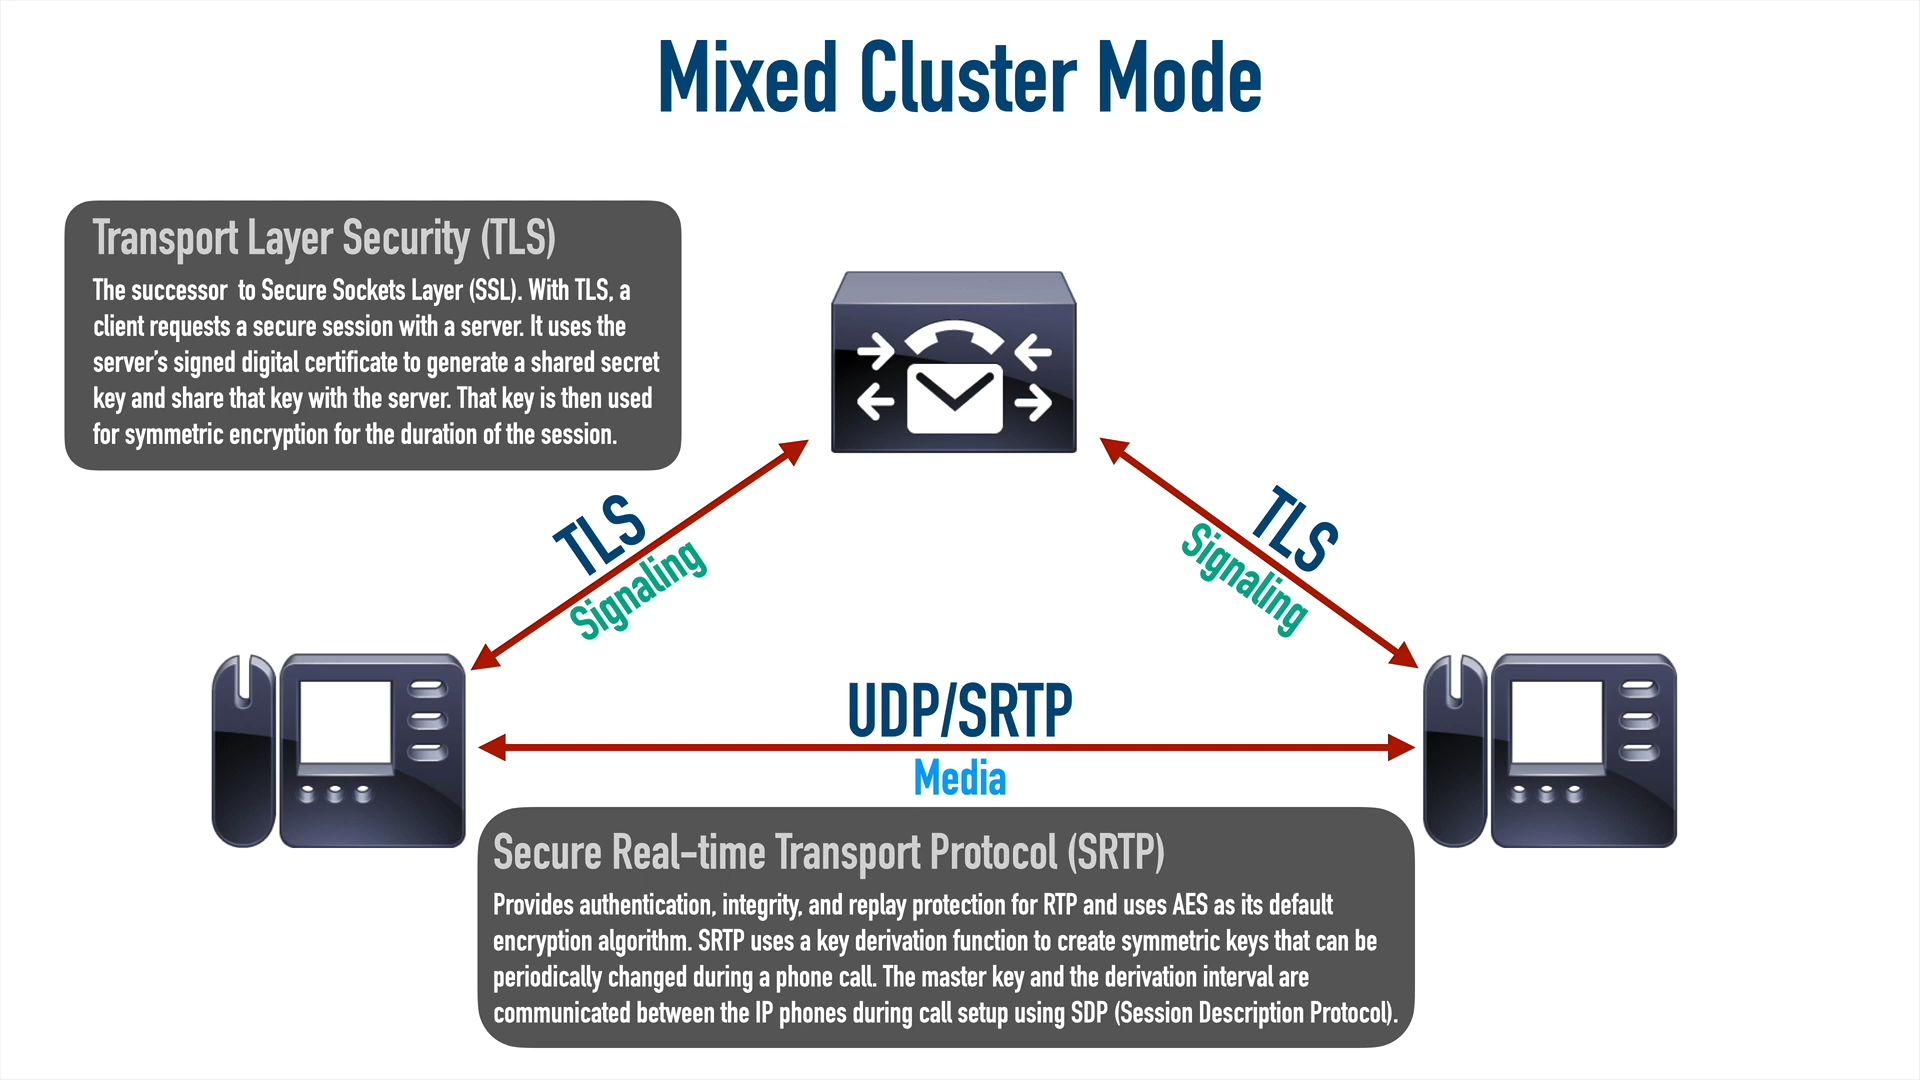 Mixed Cluster Mode
Transport Layer Security (TLS)
The successor  to Secure Sockets Layer (SSL). With TLS, a
client requests a secure session with a server. It uses the
server’s signed digital certificate to generate a shared secret
key and share that key with the server. That key is then used
for symmetric encryption for the duration of the session.
TLS
Signaling
TLS
Signaling
UDP/SRTP
Media
Secure Real-time Transport Protocol (SRTP)
Provides authentication, integrity, and replay protection for RTP and uses AES as its default
encryption algorithm. SRTP uses a key derivation function to create symmetric keys that can be
periodically changed during a phone call. The master key and the derivation interval are
communicated between the IP phones during call setup using SDP (Session Description Protocol).